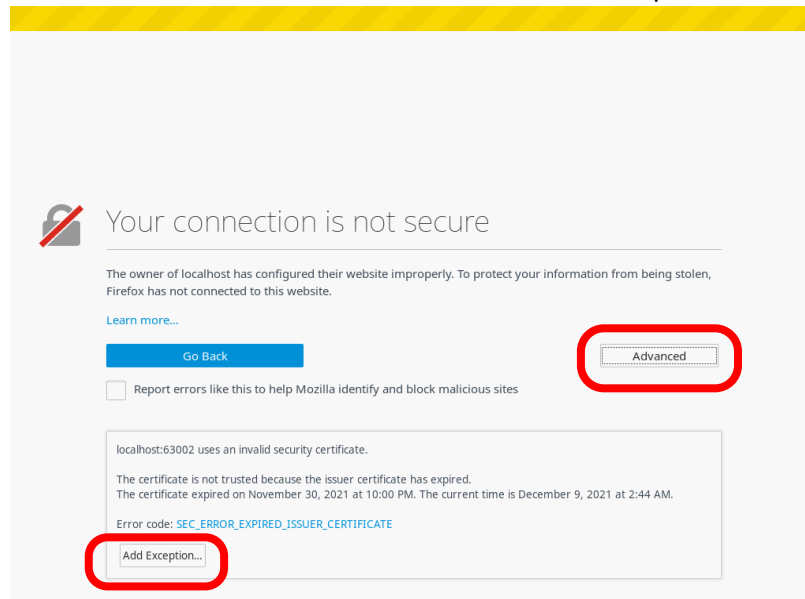 Your connection is not secure
The owner of localhost has configured their website improperly. To protect your information from being stolen,
Firefox has not connected to this website.
Learn more...
Go Back
Advanced
Report errors like this to help Mozilla identify and block malicious sites
localhost:63002 uses an invalid security certificate.
The certificate is not trusted because the issuer certificate has expired.
The certificate expired on November 30, 2021 at 10:00 PM. The current time is December 9, 2021 at 2:44 AM.
Error code: SEC_ERROR_EXPIRED_ISSUER_CERTIFICATE
Add Exception...